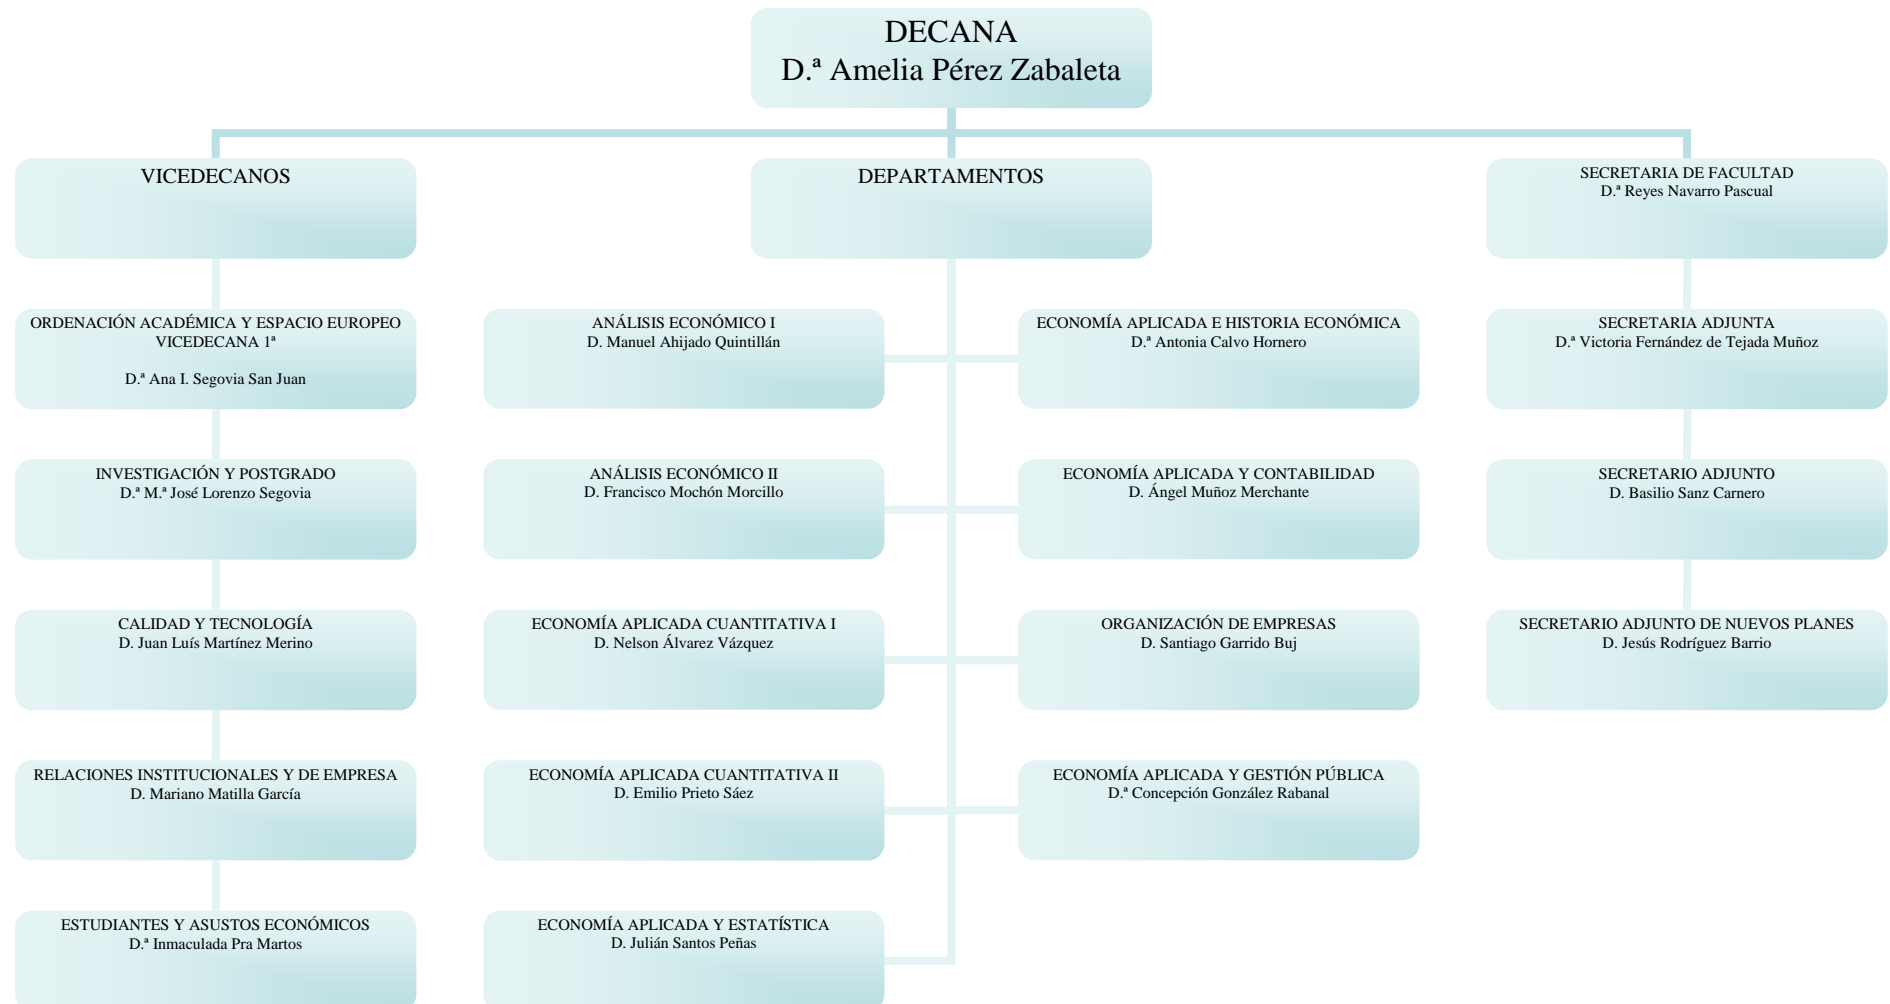 DECANA
D.ª Amelia Pérez Zabaleta
VICEDECANOS
DEPARTAMENTOS
SECRETARIA DE FACULTAD
D.ª Reyes Navarro Pascual
ORDENACIÓN ACADÉMICA Y ESPACIO EUROPEO
VICEDECANA 1ª
D.ª Ana I. Segovia San Juan
ANÁLISIS ECONÓMICO I
D. Manuel Ahijado Quintillán
ECONOMÍA APLICADA E HISTORIA ECONÓMICA
D.ª Antonia Calvo Hornero
SECRETARIA ADJUNTA
D.ª Victoria Fernández de Tejada Muñoz
INVESTIGACIÓN Y POSTGRADO
D.ª M.ª José Lorenzo Segovia
ANÁLISIS ECONÓMICO II
D. Francisco Mochón Morcillo
ECONOMÍA APLICADA Y CONTABILIDAD
D. Ángel Muñoz Merchante
SECRETARIO ADJUNTO
D. Basilio Sanz Carnero
CALIDAD Y TECNOLOGÍA
D. Juan Luís Martínez Merino
ECONOMÍA APLICADA CUANTITATIVA I
D. Nelson Álvarez Vázquez
ORGANIZACIÓN DE EMPRESAS
D. Santiago Garrido Buj
SECRETARIO ADJUNTO DE NUEVOS PLANES
D. Jesús Rodríguez Barrio
RELACIONES INSTITUCIONALES Y DE EMPRESA
D. Mariano Matilla García
ECONOMÍA APLICADA CUANTITATIVA II
D. Emilio Prieto Sáez
ECONOMÍA APLICADA Y GESTIÓN PÚBLICA
D.ª Concepción González Rabanal
ESTUDIANTES Y ASUSTOS ECONÓMICOS
D.ª Inmaculada Pra Martos
ECONOMÍA APLICADA Y ESTATÍSTICA
D. Julián Santos Peñas